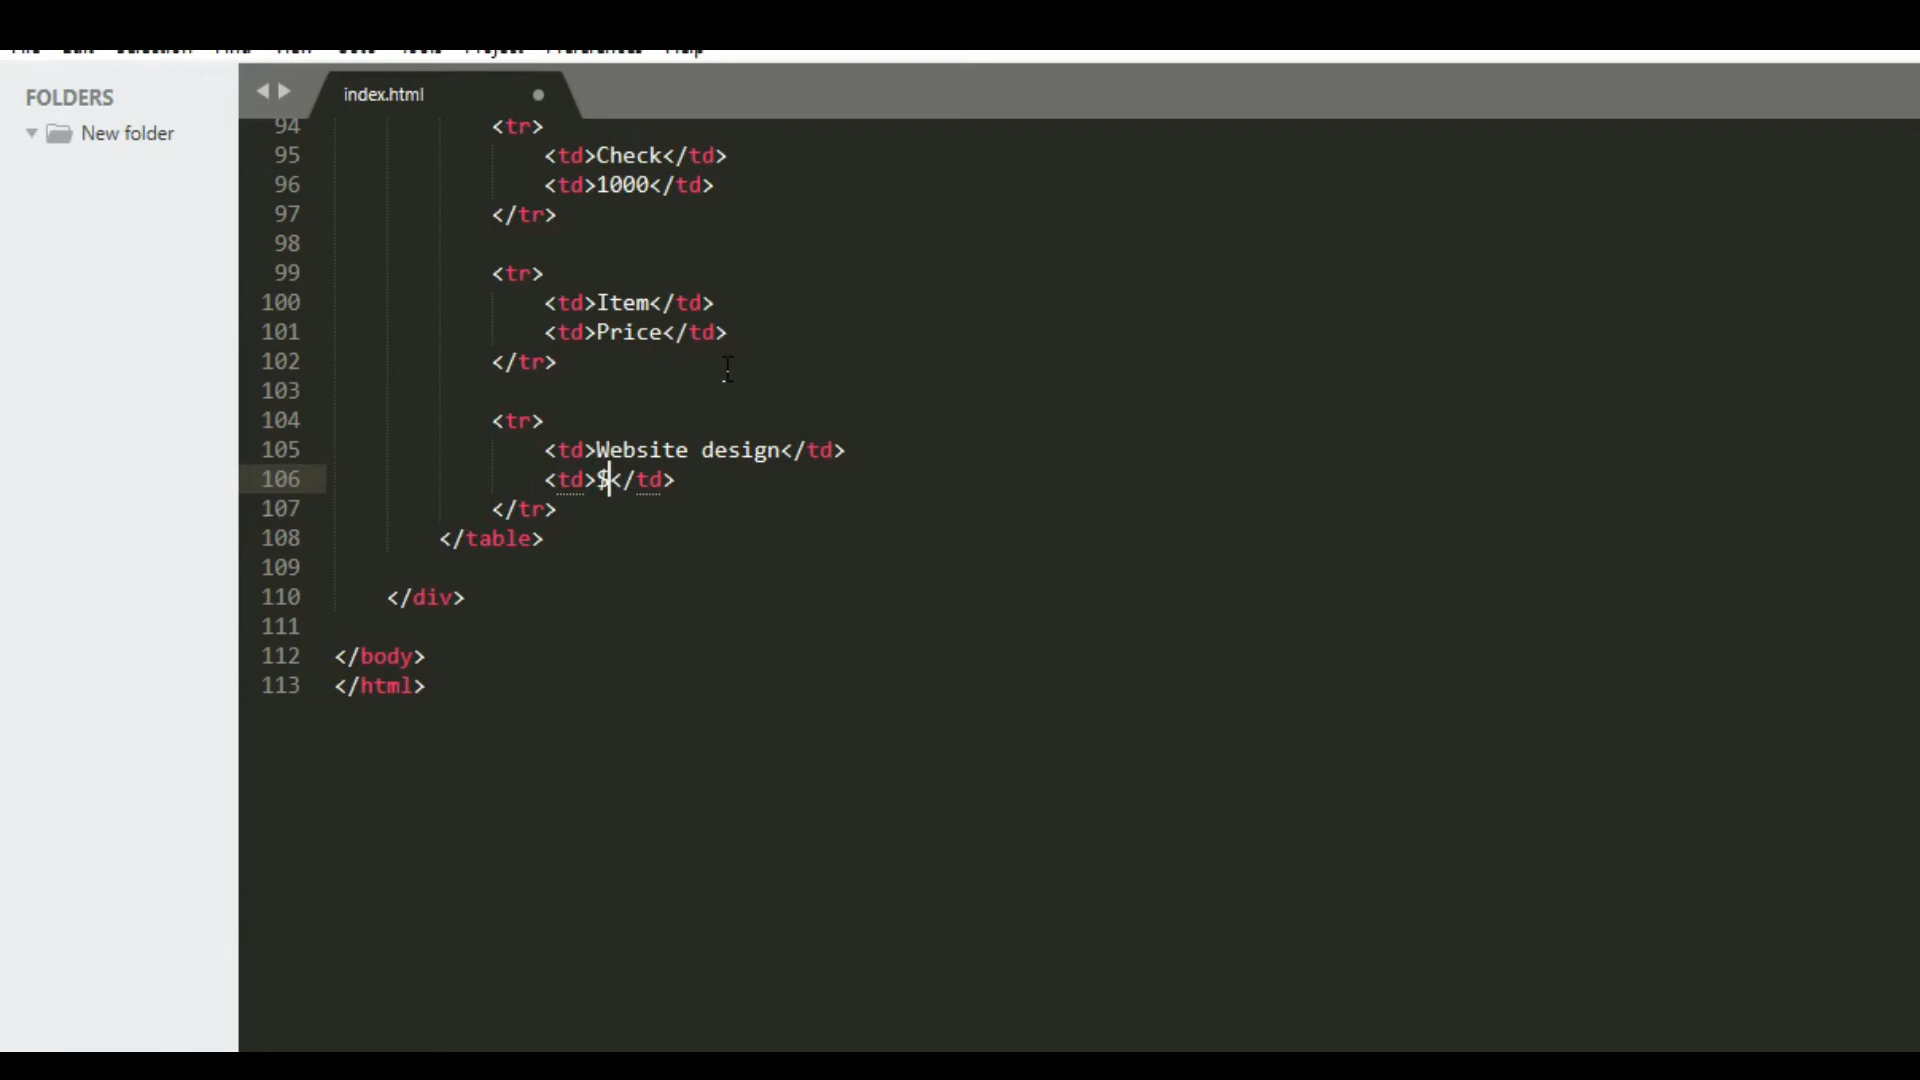 FOLDERS
New folder
index.html
94 <tr>
95 <td>Check</td>
96 <td>1000</td>
97 </tr>
98
99 <tr>
100 <td>Item</td>
101 <td>Price</td>
102 </tr>
103
104 <tr>
105 <td>Website design</td>
106 <td>$</td>
107 </tr>
108 </table>
109
110 </div>
111
112 </body>
113 </html>